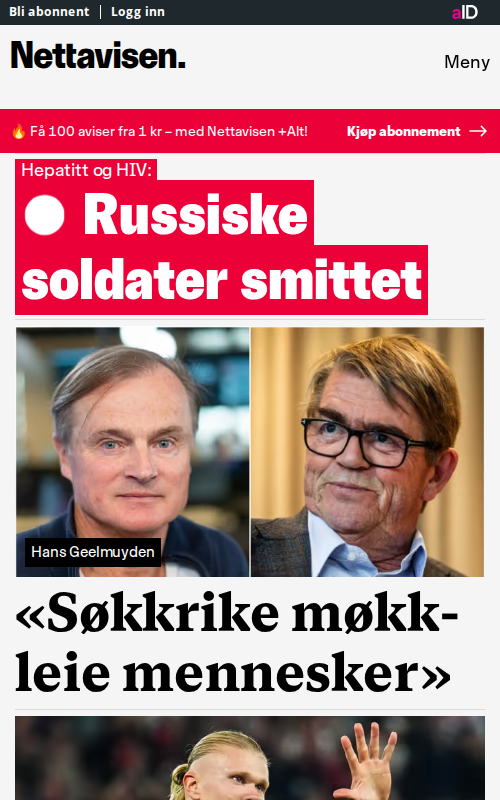 Bli abonnent
Logg inn
aID
Nettavisen.
Meny
🔥 Få 100 aviser fra 1 kr – med Nettavisen +Alt!
Kjøp abonnement →
Hepatitt og HIV:
Russiske
soldater smittet
Hans Geelmuyden
«Søkkrike møkk-
leie mennesker»